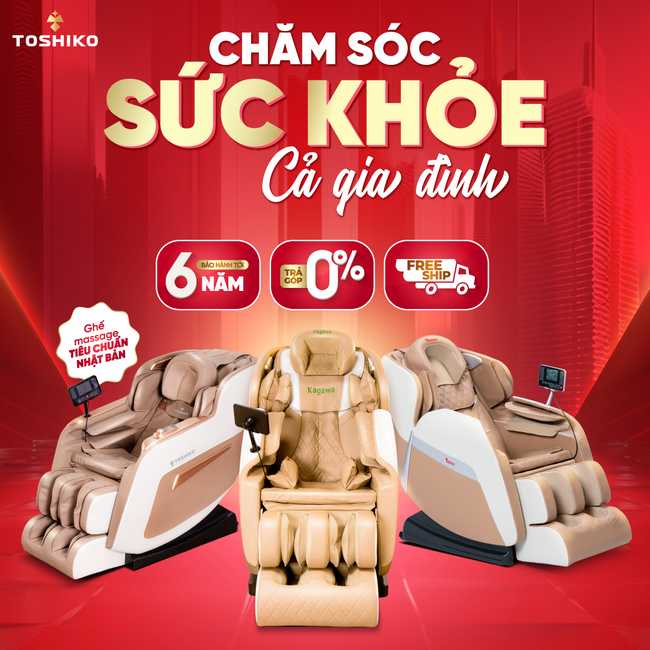 TOSHIKO
CHĂM SÓC
SỨC KHỎE
Cả gia đình
6
BẢO HÀNH TỚI
NĂM
TRẢ
GÓP
0%
FREE
SHIP
Ghế
massage
TIÊU CHUẨN
NHẬT BẢN
Kagawa
Kagawa
TOSHIKO